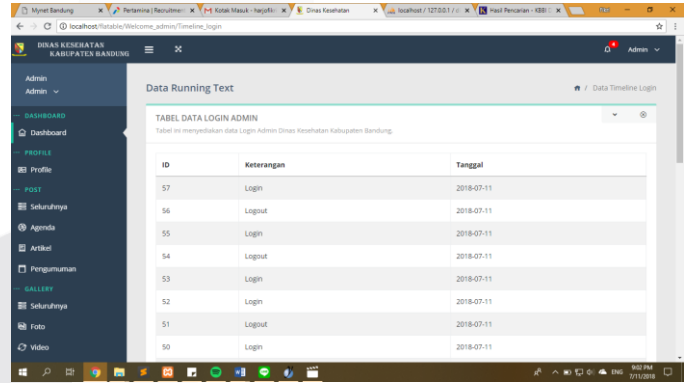 Mynet Bandung
Pertamina | Recruitmen
Kotak Masuk - harjofik
Dinas Kesehatan
localhost / 127.0.0.1 / v
Hasil Pencarian - KBBI
localhost/flatable/Welcome_admin/Timeline_login
DINAS KESEHATAN
KABUPATEN BANDUNG
Admin
Admin
Admin
DASHBOARD
Dashboard
PROFILE
Profile
POST
Seluruhnya
Agenda
Artikel
Pengumuman
GALLERY
Seluruhnya
Foto
Video
Data Running Text
/ Data Timeline Login
TABEL DATA LOGIN ADMIN
Tabel ini menyediakan data Login Admin Dinas Kesehatan Kabupaten Bandung.
ID Keterangan Tanggal
57 Login 2018-07-11
56 Logout 2018-07-11
55 Login 2018-07-11
54 Logout 2018-07-11
53 Login 2018-07-11
52 Login 2018-07-11
51 Logout 2018-07-11
50 Login 2018-07-11
ENG
9:02 PM
7/11/2018